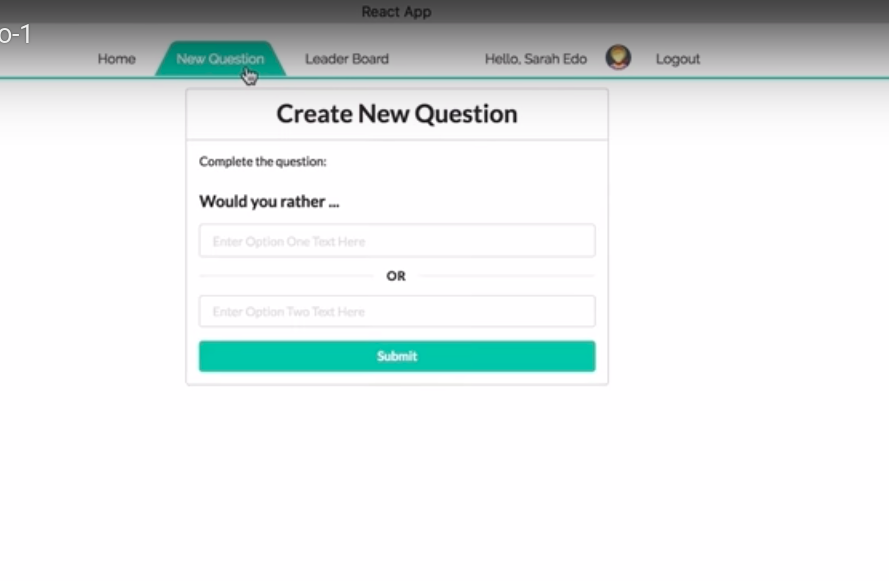 React App
o-1
Home New Question Leader Board Hello, Sarah Edo Logout
Create New Question
Complete the question:
Would you rather ...
Enter Option One Text Here
OR
Enter Option Two Text Here
Submit